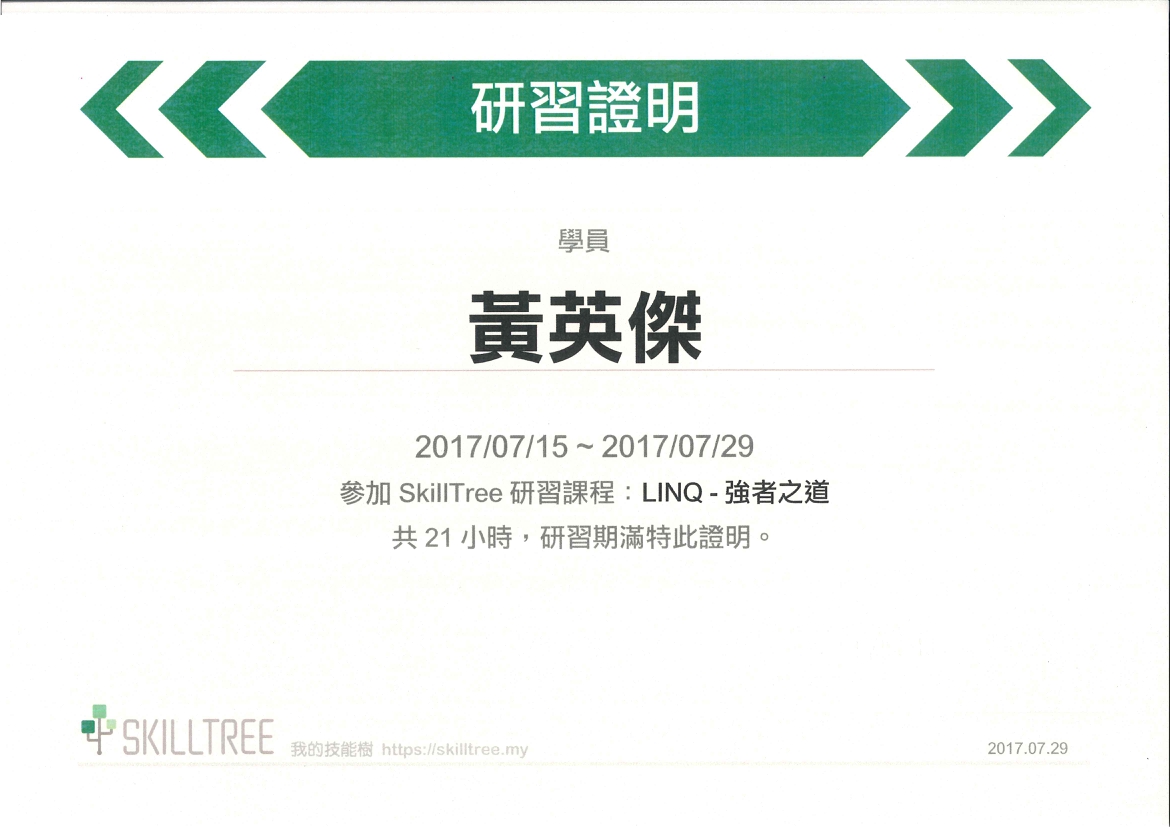 研習證明
學員
黃英傑
2017/07/15 ~ 2017/07/29
參加 SkillTree 研習課程：LINQ - 強者之道
共 21 小時，研習期滿特此證明。
SKILLTREE 我的技能樹 https://skilltree.my
2017.07.29